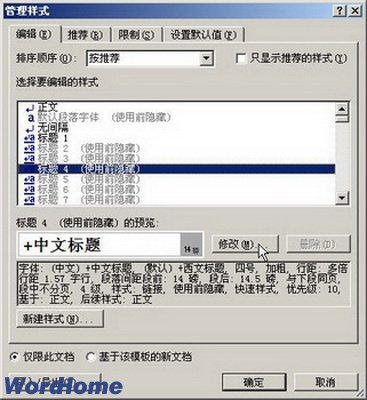 管理样式
编辑(E) 推荐(R) 限制(S) 设置默认值(F)
排序顺序(O): 按推荐 只显示推荐的样式(Y)
选择要编辑的样式
正文
a 默认段落字体 (使用前隐藏)
无间隔
标题 1
标题 2 (使用前隐藏)
标题 3 (使用前隐藏)
标题 4 (使用前隐藏)
标题 5 (使用前隐藏)
标题 6 (使用前隐藏)
标题 7 (使用前隐藏)
标题 4 (使用前隐藏)的预览:
+中文标题 14 磅 修改(M)... 删除(D)
字体: (中文) +中文标题, (默认) +西文标题, 四号, 加粗, 行距: 多倍
行距 1.57 字行, 段落间距段前: 14 磅, 段后: 14.5 磅, 与下段同页,
段中不分页, 4 级, 样式: 链接, 使用前隐藏, 快速样式, 优先级: 10,
基于: 正文, 后续样式: 正文
新建样式(N)...
仅限此文档 基于该模板的新文档
WordHome 确定 取消